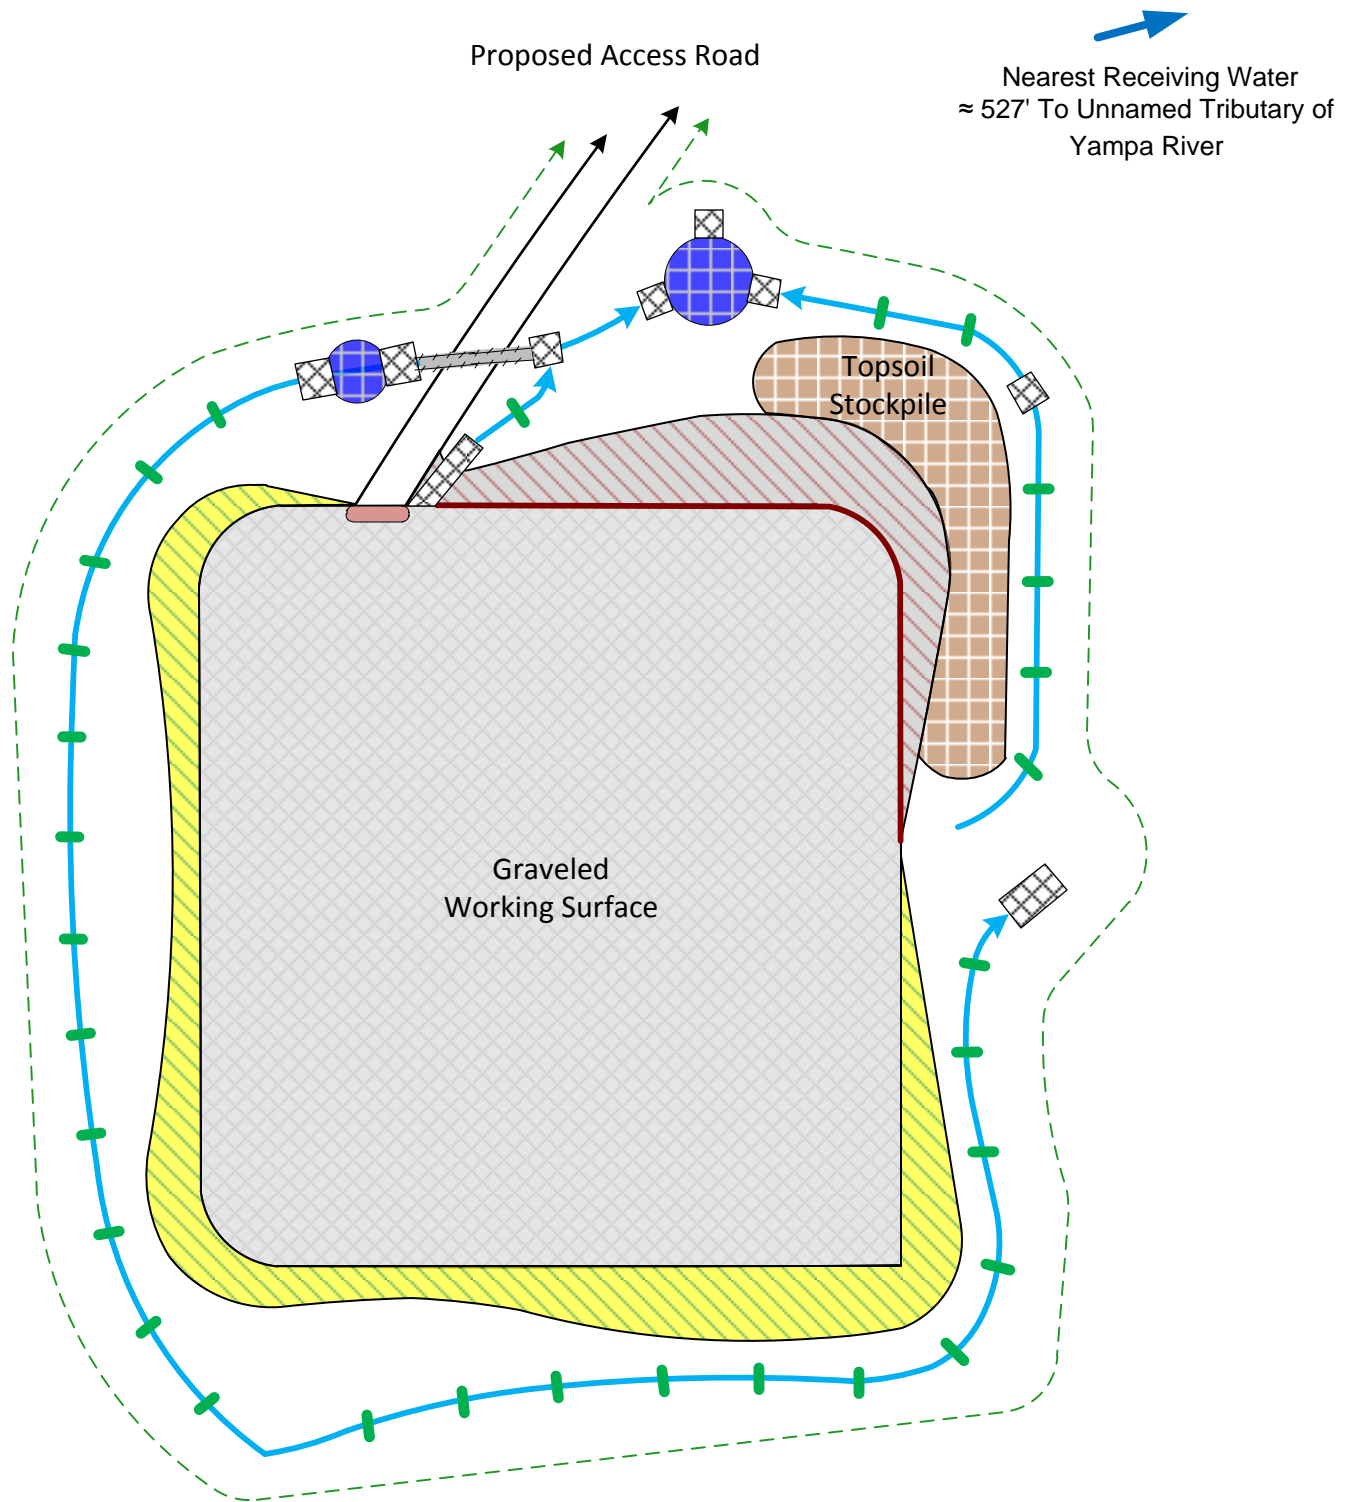 Proposed Access Road
Nearest Receiving Water
≈ 527' To Unnamed Tributary of
Yampa River
Topsoil
Stockpile
Graveled
Working Surface